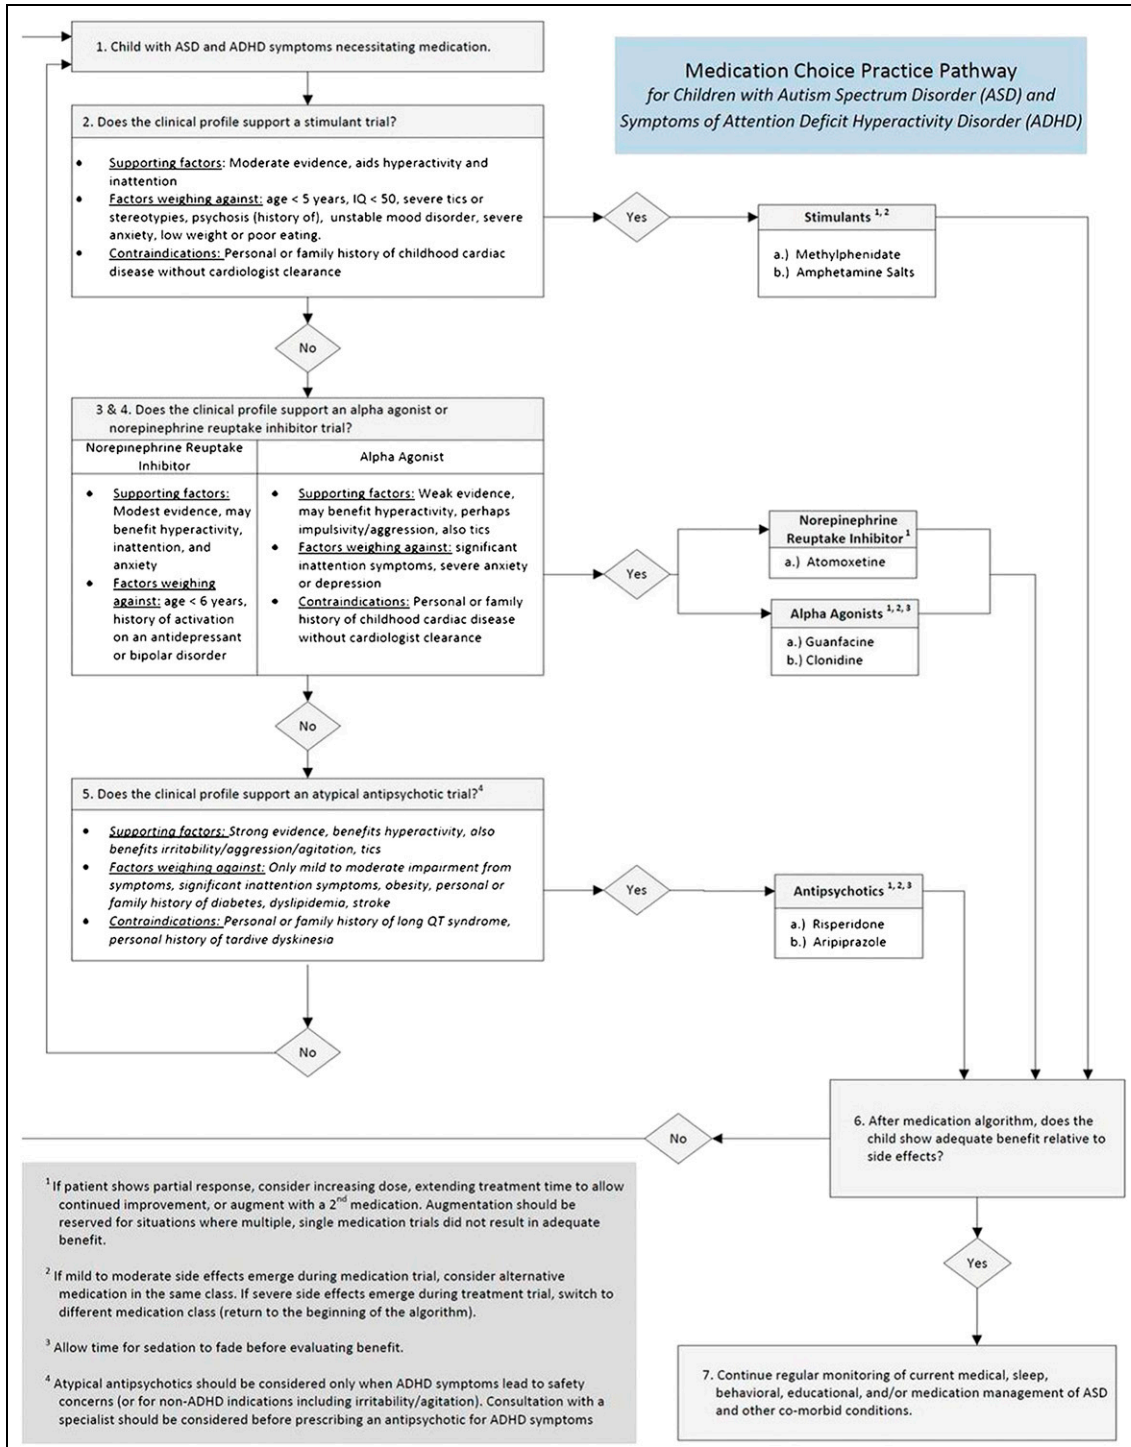 1. Child with ASD and ADHD symptoms necessitating medication.
Medication Choice Practice Pathway
for Children with Autism Spectrum Disorder (ASD) and
Symptoms of Attention Deficit Hyperactivity Disorder (ADHD)
2. Does the clinical profile support a stimulant trial?
• Supporting factors: Moderate evidence, aids hyperactivity and
inattention
• Factors weighing against: age < 5 years, IQ < 50, severe tics or
stereotypies, psychosis (history of), unstable mood disorder, severe
anxiety, low weight or poor eating.
• Contraindications: Personal or family history of childhood cardiac
disease without cardiologist clearance
Yes
Stimulants 1, 2
a.) Methylphenidate
b.) Amphetamine Salts
No
3 & 4. Does the clinical profile support an alpha agonist or
norepinephrine reuptake inhibitor trial?
Norepinephrine Reuptake
Inhibitor
• Supporting factors:
Modest evidence, may
benefit hyperactivity,
inattention, and
anxiety
• Factors weighing
against: age < 6 years,
history of activation
on an antidepressant
or bipolar disorder
Alpha Agonist
• Supporting factors: Weak evidence,
may benefit hyperactivity, perhaps
impulsivity/aggression, also tics
• Factors weighing against: significant
inattention symptoms, severe anxiety
or depression
• Contraindications: Personal or family
history of childhood cardiac disease
without cardiologist clearance
Yes
Norepinephrine
Reuptake Inhibitor 1
a.) Atomoxetine
Alpha Agonists 1, 2, 3
a.) Guanfacine
b.) Clonidine
No
5. Does the clinical profile support an atypical antipsychotic trial?4
• Supporting factors: Strong evidence, benefits hyperactivity, also
benefits irritability/aggression/agitation, tics
• Factors weighing against: Only mild to moderate impairment from
symptoms, significant inattention symptoms, obesity, personal or
family history of diabetes, dyslipidemia, stroke
• Contraindications: Personal or family history of long QT syndrome,
personal history of tardive dyskinesia
Yes
Antipsychotics 1, 2, 3
a.) Risperidone
b.) Aripiprazole
No
6. After medication algorithm, does the
child show adequate benefit relative to
side effects?
No
Yes
7. Continue regular monitoring of current medical, sleep,
behavioral, educational, and/or medication management of ASD
and other co-morbid conditions.
1 If patient shows partial response, consider increasing dose, extending treatment time to allow
continued improvement, or augment with a 2nd medication. Augmentation should be
reserved for situations where multiple, single medication trials did not result in adequate
benefit.
2 If mild to moderate side effects emerge during medication trial, consider alternative
medication in the same class. If severe side effects emerge during treatment trial, switch to
different medication class (return to the beginning of the algorithm).
3 Allow time for sedation to fade before evaluating benefit.
4 Atypical antipsychotics should be considered only when ADHD symptoms lead to safety
concerns (or for non-ADHD indications including irritability/agitation). Consultation with a
specialist should be considered before prescribing an antipsychotic for ADHD symptoms